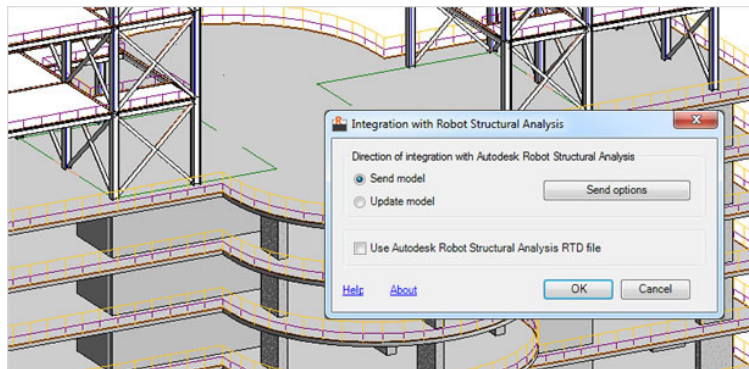 Integration with Robot Structural Analysis
Direction of integration with Autodesk Robot Structural Analysis
Send model
Send options
Update model
Use Autodesk Robot Structural Analysis RTD file
Help
About
OK
Cancel